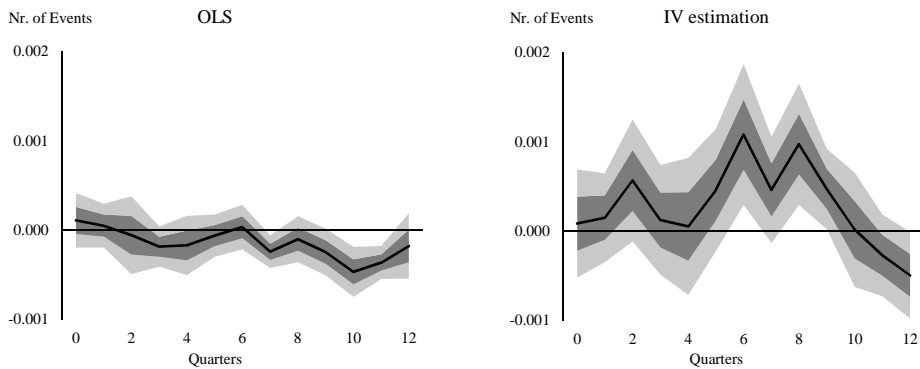 Nr. of Events
OLS
0.002
0.001
0.000
-0.001
0 2 4 6 8 10 12
Quarters
Nr. of Events
IV estimation
0.002
0.001
0.000
-0.001
0 2 4 6 8 10 12
Quarters